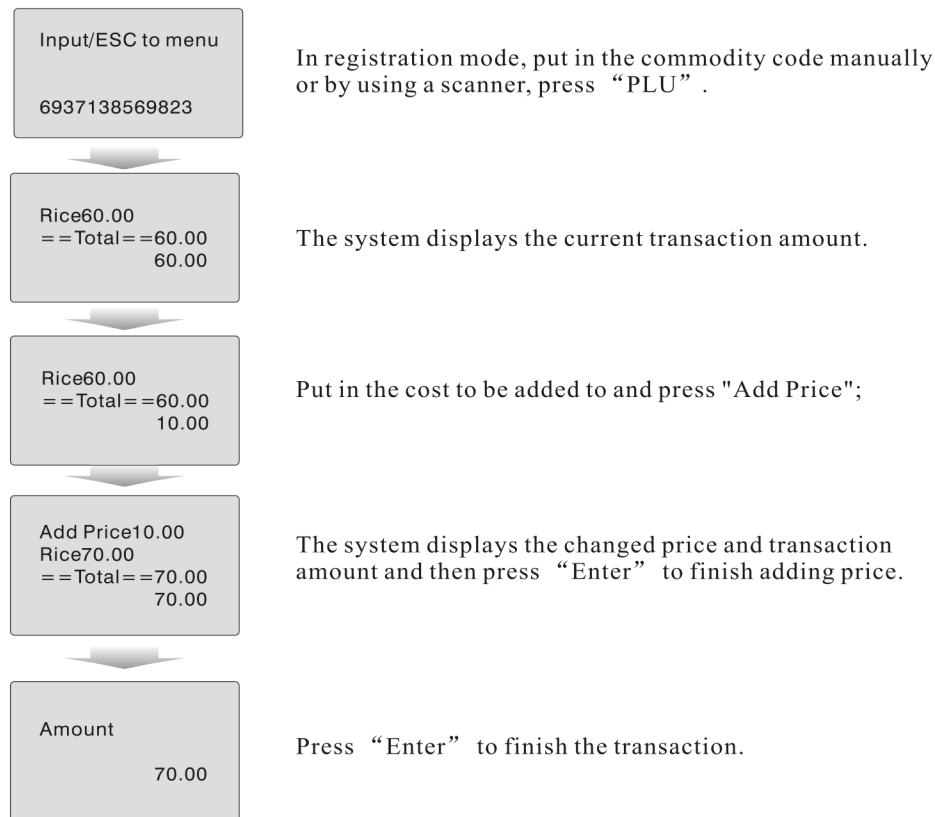 Input/ESC to menu
6937138569823
In registration mode, put in the commodity code manually
or by using a scanner, press “PLU”.
Rice60.00
==Total==60.00
60.00
The system displays the current transaction amount.
Rice60.00
==Total==60.00
10.00
Put in the cost to be added to and press "Add Price";
Add Price10.00
Rice70.00
==Total==70.00
70.00
The system displays the changed price and transaction
amount and then press “Enter” to finish adding price.
Amount
70.00
Press “Enter” to finish the transaction.